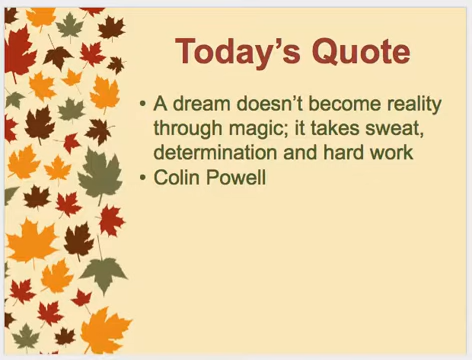 Today's Quote
• A dream doesn't become reality
through magic; it takes sweat,
determination and hard work
• Colin Powell